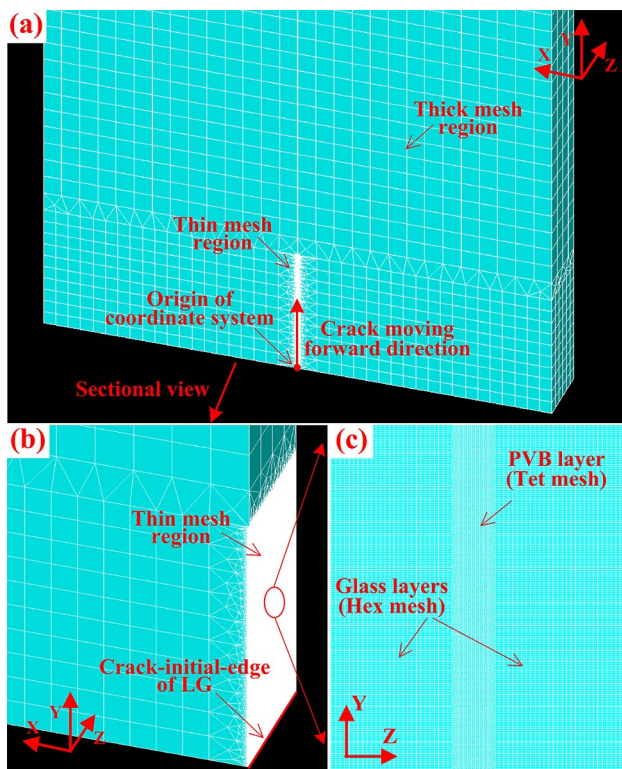 (a)
Y
X
Z
Thick mesh
region
Thin mesh
region
Origin of
coordinate system
Crack moving
forward direction
Sectional view
(b)
Thin mesh
region
Crack-initial-edge
of LG
Y
X
Z
(c)
PVB layer
(Tet mesh)
Glass layers
(Hex mesh)
Y
Z